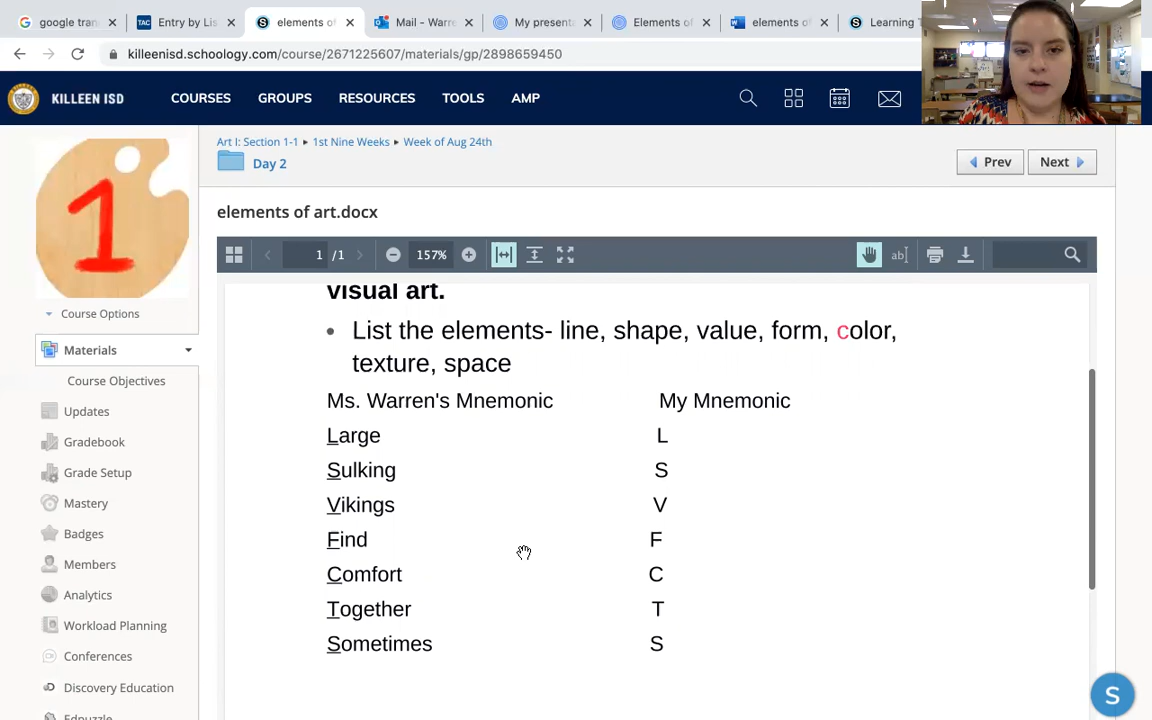 google tran
Entry by Lis
elements of
Mail - Warre
My present
Elements of
elements of
Learning T
killeenisd.schoology.com/course/2671225607/materials/gp/2898659450
KILLEEN ISD
COURSES
GROUPS
RESOURCES
TOOLS
AMP
Art I: Section 1-1 ▸ 1st Nine Weeks ▸ Week of Aug 24th
Day 2
Prev
Next
1
Course Options
Materials
Course Objectives
Updates
Gradebook
Grade Setup
Mastery
Badges
Members
Analytics
Workload Planning
Conferences
Discovery Education
Edpuzzle
elements of art.docx
1 /1
157%
ab
visual art.
• List the elements- line, shape, value, form, color,
texture, space
Ms. Warren's Mnemonic My Mnemonic
Large L
Sulking S
Vikings V
Find F
Comfort C
Together T
Sometimes S
S